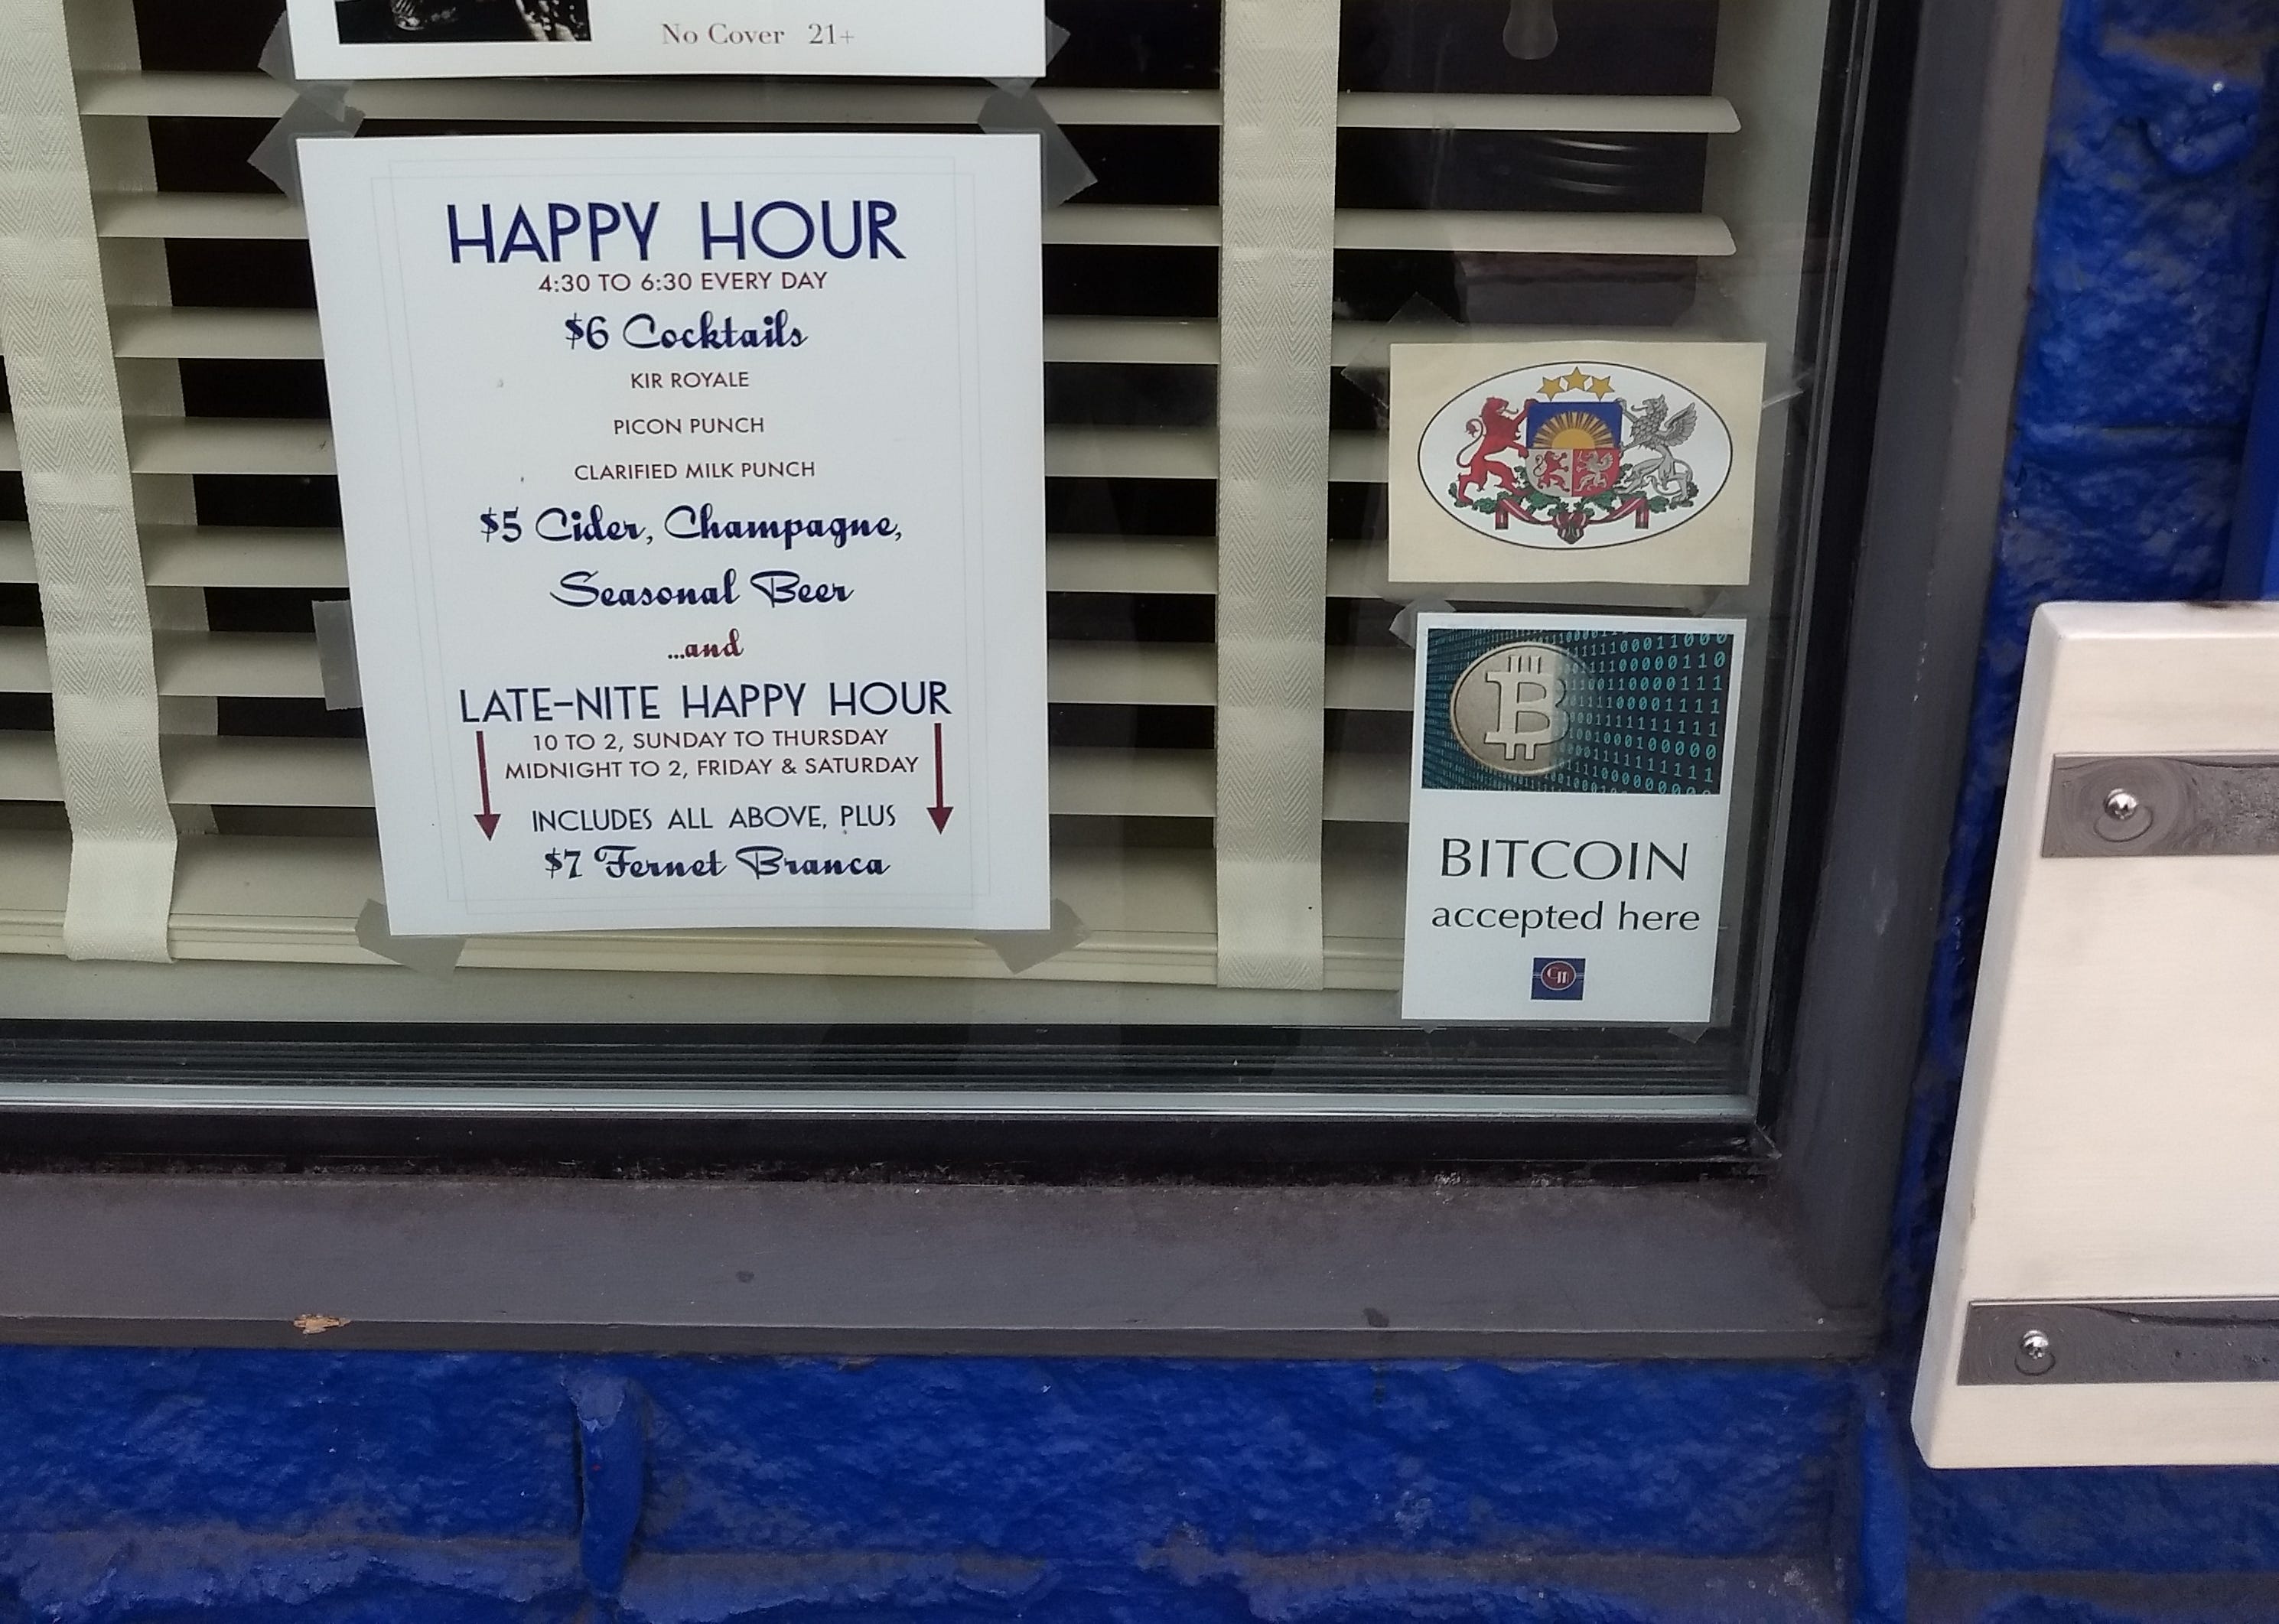 No Cover 21+
HAPPY HOUR
4:30 TO 6:30 EVERY DAY
$6 Cocktails
KIR ROYALE
PICON PUNCH
CLARIFIED MILK PUNCH
$5 Cider, Champagne,
Seasonal Beer
...and
LATE-NITE HAPPY HOUR
10 TO 2, SUNDAY TO THURSDAY
MIDNIGHT TO 2, FRIDAY & SATURDAY
INCLUDES ALL ABOVE, PLUS
$7 Fernet Branca
BITCOIN
accepted here